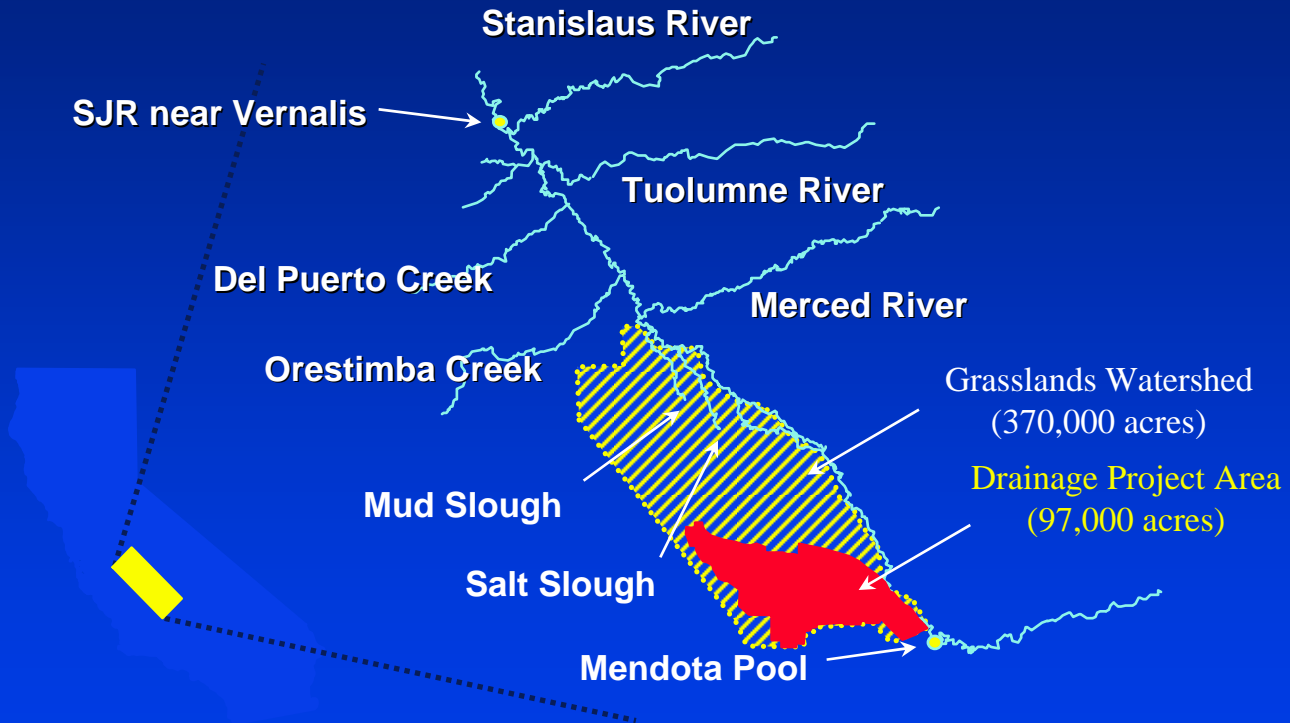 Stanislaus River
SJR near Vernalis
Tuolumne River
Del Puerto Creek
Merced River
Orestimba Creek
Grasslands Watershed
(370,000 acres)
Drainage Project Area
(97,000 acres)
Mud Slough
Salt Slough
Mendota Pool